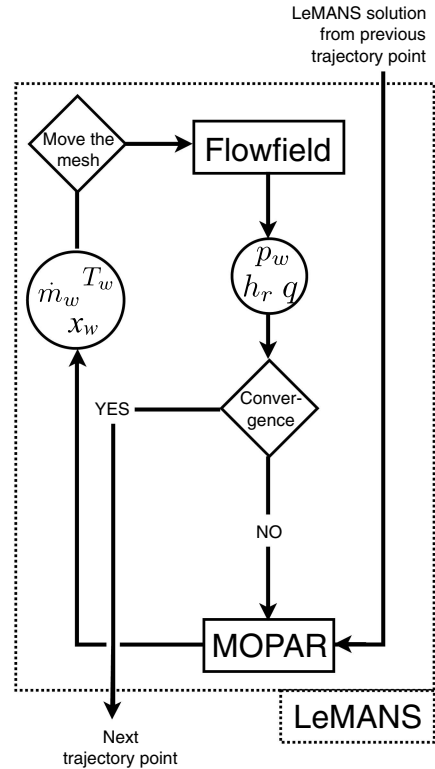 LeMANS solution
from previous
trajectory point
Move the
mesh
Flowfield
p_w
h_r q
ṁ_w T_w
x_w
Conver-
gence
YES
NO
MOPAR
LeMANS
Next
trajectory point